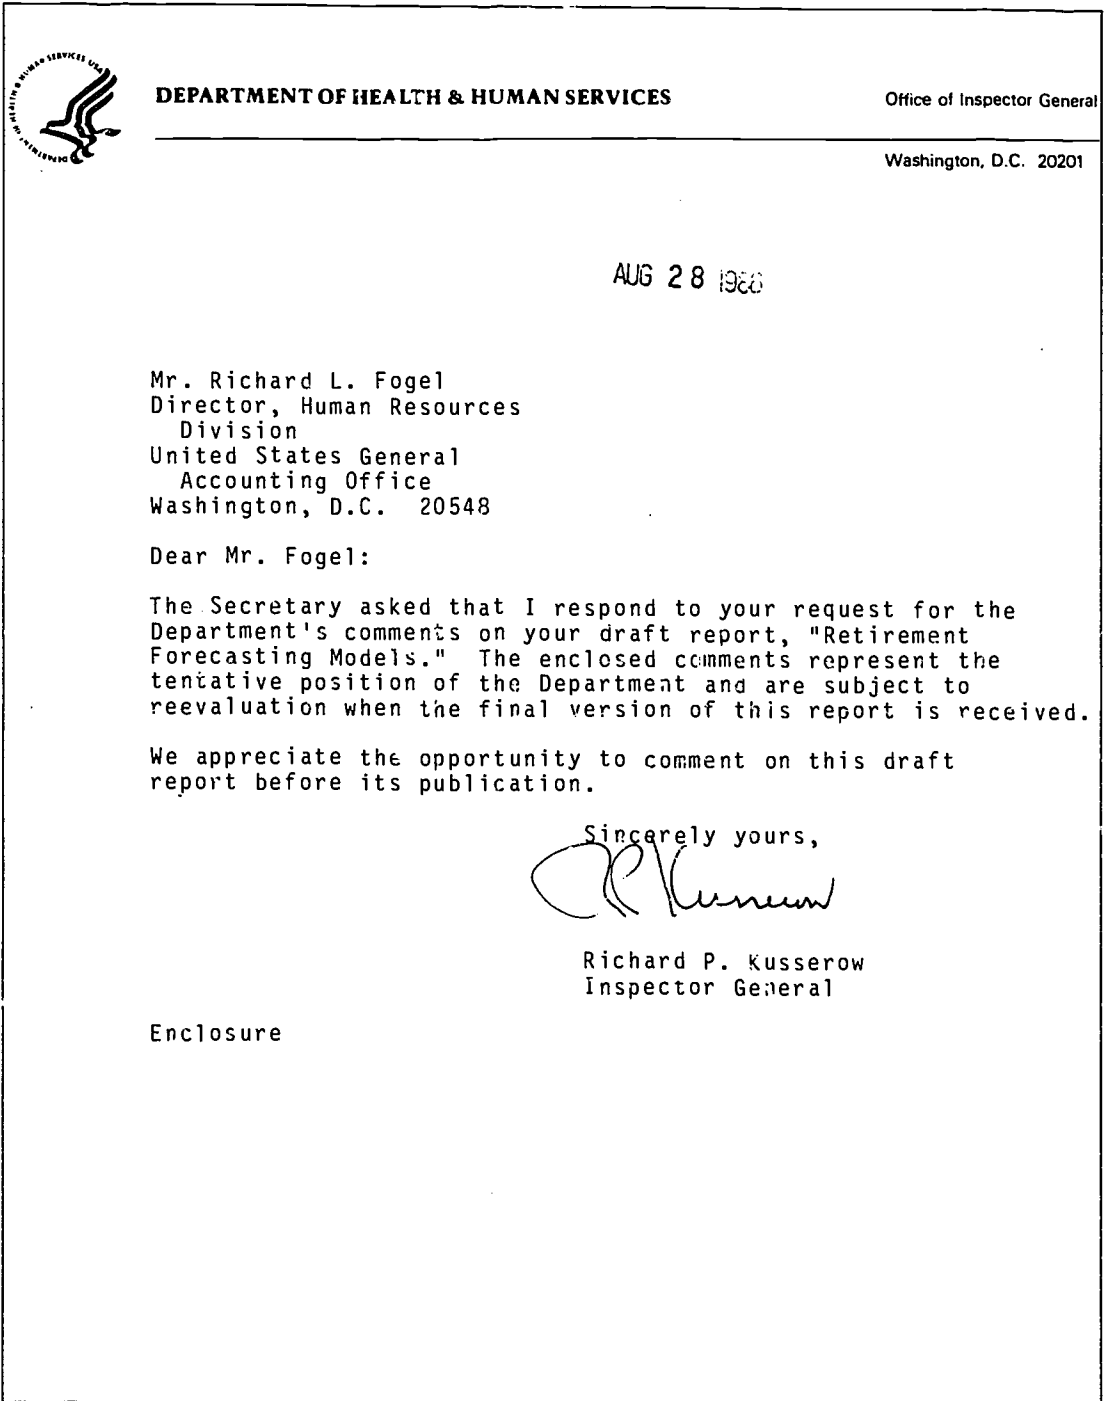 DEPARTMENT OF HEALTH & HUMAN SERVICES
Office of Inspector General
Washington, D.C. 20201
AUG 28
Mr. Richard L. Fogel
Director, Human Resources
Division
United States General
Accounting Office
Washington, D.C. 20548
Dear Mr. Fogel:
The Secretary asked that I respond to your request for the
Department's comments on your draft report, "Retirement
Forecasting Models." The enclosed comments represent the
tentative position of the Department and are subject to
reevaluation when the final version of this report is received.
We appreciate the opportunity to comment on this draft
report before its publication.
Sincerely yours,
Richard P. Kusserow
Inspector General
Enclosure